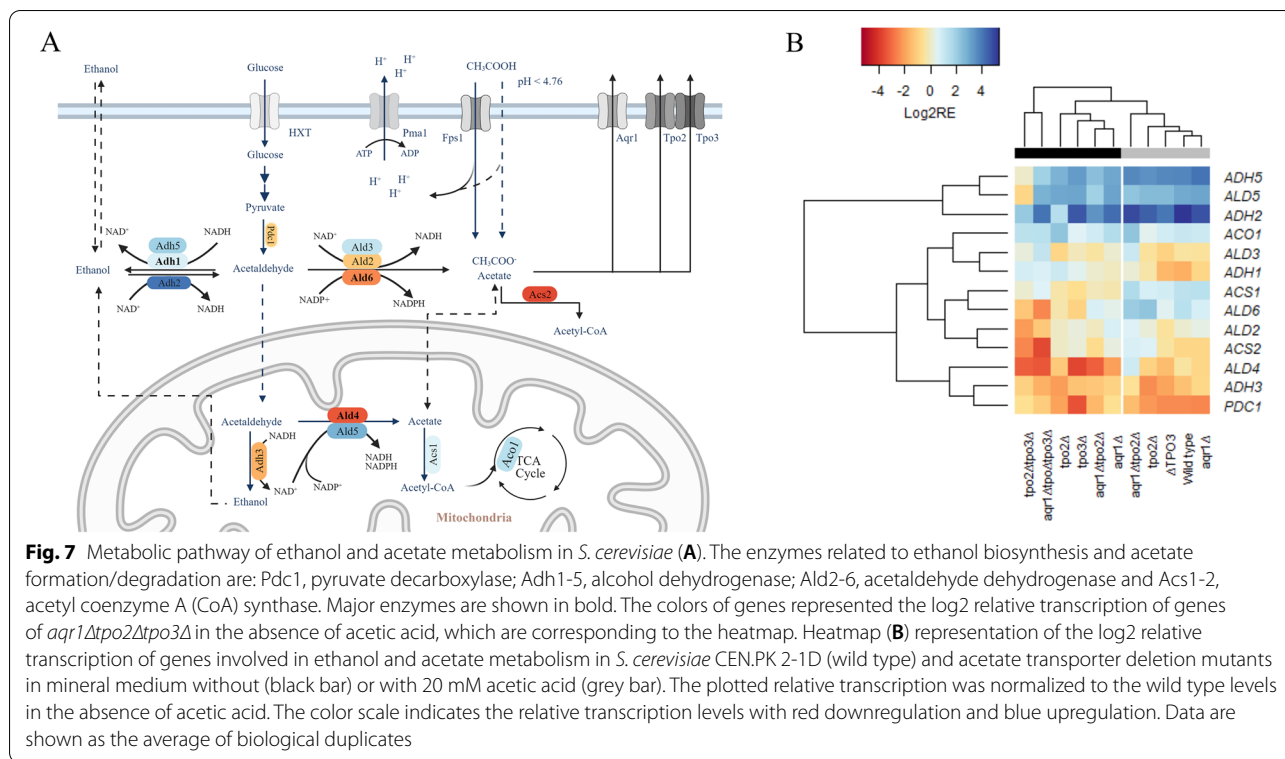 A
Ethanol
Glucose
H⁺
H⁺
H⁺
H⁺
CH₃COOH
pH < 4.76
HXT
Pma1
Fps1
Aqr1
Tpo2
Tpo3
ATP
ADP
Glucose
H⁺
H⁺
H⁺
H⁺
Pyruvate
Pdc1
NAD⁺
NADH
Adh5
Adh1
Adh2
Ethanol
NAD⁺
NADH
Acetaldehyde
NAD⁺
NADH
Ald3
Ald2
Ald6
NADP+
NADPH
CH₃COO⁻
Acetate
Acs2
Acetyl-CoA
Acetaldehyde
Ald4
Ald5
Acetate
NADH
Adh3
NAD⁺
NADP⁺
NADH
NADPH
Ethanol
Acs1
Acetyl-CoA
Aco1
TCA
Cycle
Mitochondria
B
-4 -2 0 2 4
Log2RE
ADH5
ALD5
ADH2
ACO1
ALD3
ADH1
ACS1
ALD6
ALD2
ACS2
ALD4
ADH3
PDC1
tpo2Δtpo3Δ
aqr1Δtpo2Δtpo3Δ
tpo2Δ
tpo3Δ
aqr1Δtpo2Δ
aqr1Δ
aqr1Δtpo2Δ
tpo2Δ
ΔTPO3
Wild type
aqr1Δ
Fig. 7 Metabolic pathway of ethanol and acetate metabolism in S. cerevisiae (A). The enzymes related to ethanol biosynthesis and acetate
formation/degradation are: Pdc1, pyruvate decarboxylase; Adh1-5, alcohol dehydrogenase; Ald2-6, acetaldehyde dehydrogenase and Acs1-2,
acetyl coenzyme A (CoA) synthase. Major enzymes are shown in bold. The colors of genes represented the log2 relative transcription of genes
of aqr1Δtpo2Δtpo3Δ in the absence of acetic acid, which are corresponding to the heatmap. Heatmap (B) representation of the log2 relative
transcription of genes involved in ethanol and acetate metabolism in S. cerevisiae CEN.PK 2-1D (wild type) and acetate transporter deletion mutants
in mineral medium without (black bar) or with 20 mM acetic acid (grey bar). The plotted relative transcription was normalized to the wild type levels
in the absence of acetic acid. The color scale indicates the relative transcription levels with red downregulation and blue upregulation. Data are
shown as the average of biological duplicates